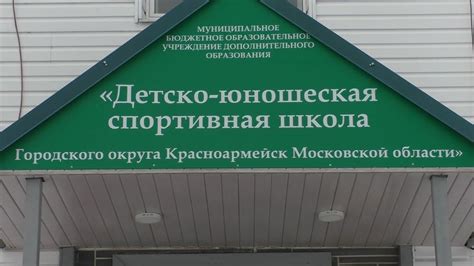 МУНИЦИПАЛЬНОЕ
БЮДЖЕТНОЕ ОБРАЗОВАТЕЛЬНОЕ
УЧРЕЖДЕНИЕ ДОПОЛНИТЕЛЬНОГО
ОБРАЗОВАНИЯ
«Детско-юношеская
спортивная школа
Городского округа Красноармейск Московской области»